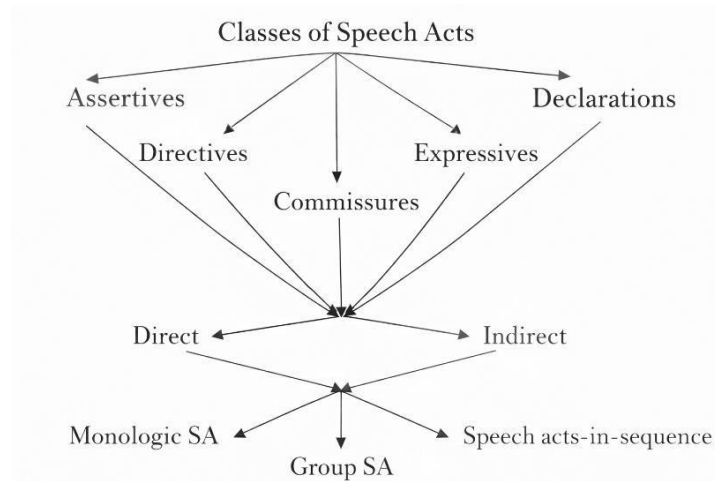 Classes of Speech Acts
Assertives
Declarations
Directives
Expressives
Commissures
Direct
Indirect
Monologic SA
Speech acts-in-sequence
Group SA